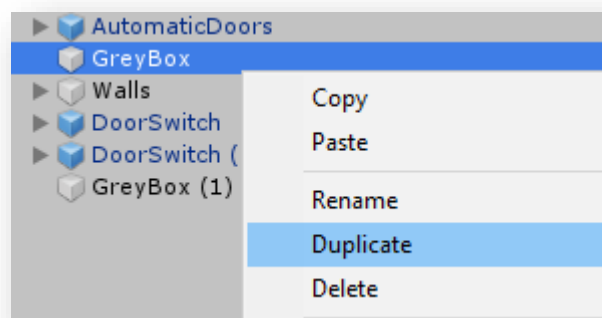 AutomaticDoors
GreyBox
Walls
DoorSwitch
DoorSwitch (
GreyBox (1)
Copy
Paste
Rename
Duplicate
Delete